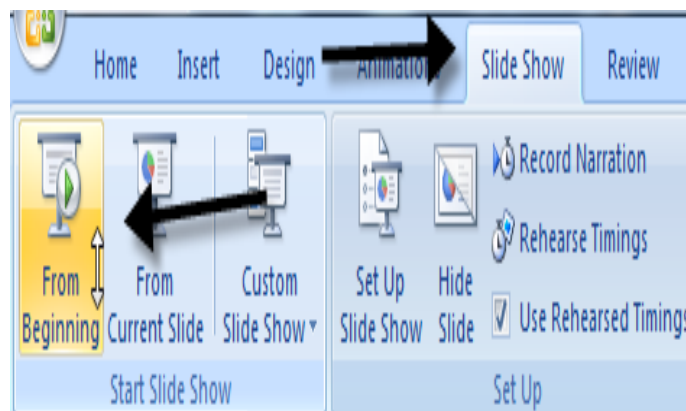 Home Insert Design Animations Slide Show Review
From Beginning
From Current Slide
Custom Slide Show
Set Up Slide Show
Hide Slide
Record Narration
Rehearse Timings
Use Rehearsed Timings
Start Slide Show
Set Up